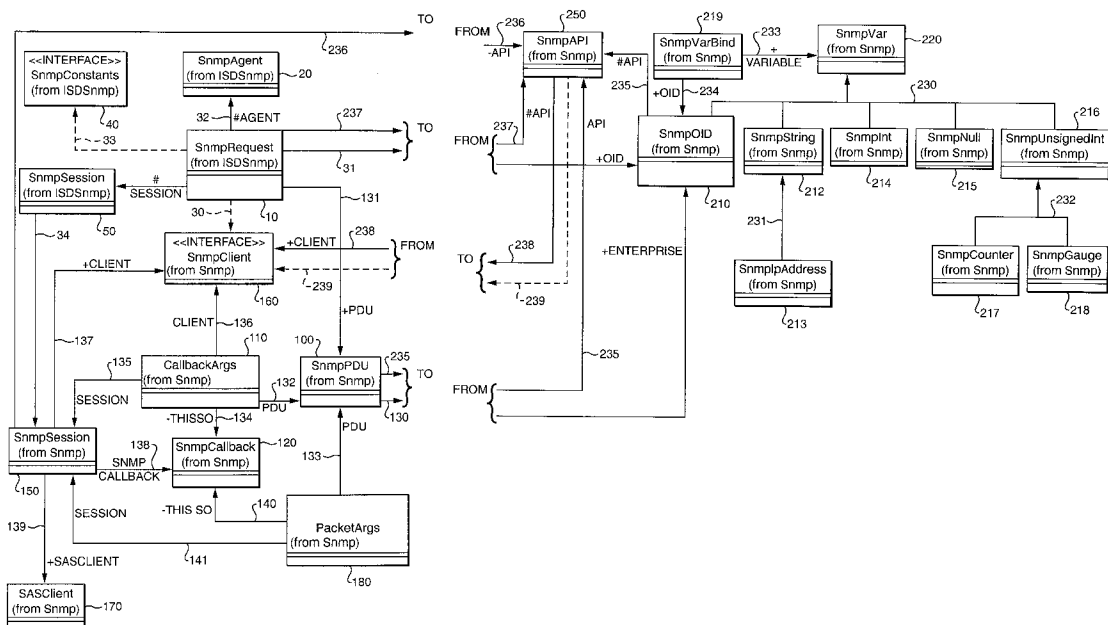 TO
236
<<INTERFACE>>
SnmpConstants
(from ISDSnmp)
40
33
SnmpAgent
(from ISDSnmp)
20
32
#AGENT
237
TO
31
SnmpRequest
(from ISDSnmp)
10
#
SESSION
SnmpSession
(from ISDSnmp)
50
34
30
131
<<INTERFACE>>
SnmpClient
(from Snmp)
160
+CLIENT
238
FROM
239
+CLIENT
137
CLIENT
136
+PDU
110
CallbackArgs
(from Snmp)
135
SESSION
132
PDU
100
SnmpPDU
(from Snmp)
235
TO
130
-THISSO
134
PDU
133
SnmpSession
(from Snmp)
150
138
SNMP
CALLBACK
SnmpCallback
(from Snmp)
120
139
SESSION
-THIS SO
140
141
PacketArgs
(from Snmp)
180
+SASCLIENT
SASClient
(from Snmp)
170
FROM
236
-API
250
SnmpAPI
(from Snmp)
#API
235
219
SnmpVarBind
(from Snmp)
233
+
VARIABLE
SnmpVar
(from Snmp)
220
+OID
234
230
237
#API
API
FROM
+OID
SnmpOID
(from Snmp)
210
SnmpString
(from Snmp)
212
SnmpInt
(from Snmp)
214
SnmpNull
(from Snmp)
215
216
SnmpUnsignedInt
(from Snmp)
231
232
TO
238
239
+ENTERPRISE
SnmpIpAddress
(from Snmp)
213
SnmpCounter
(from Snmp)
217
SnmpGauge
(from Snmp)
218
235
FROM